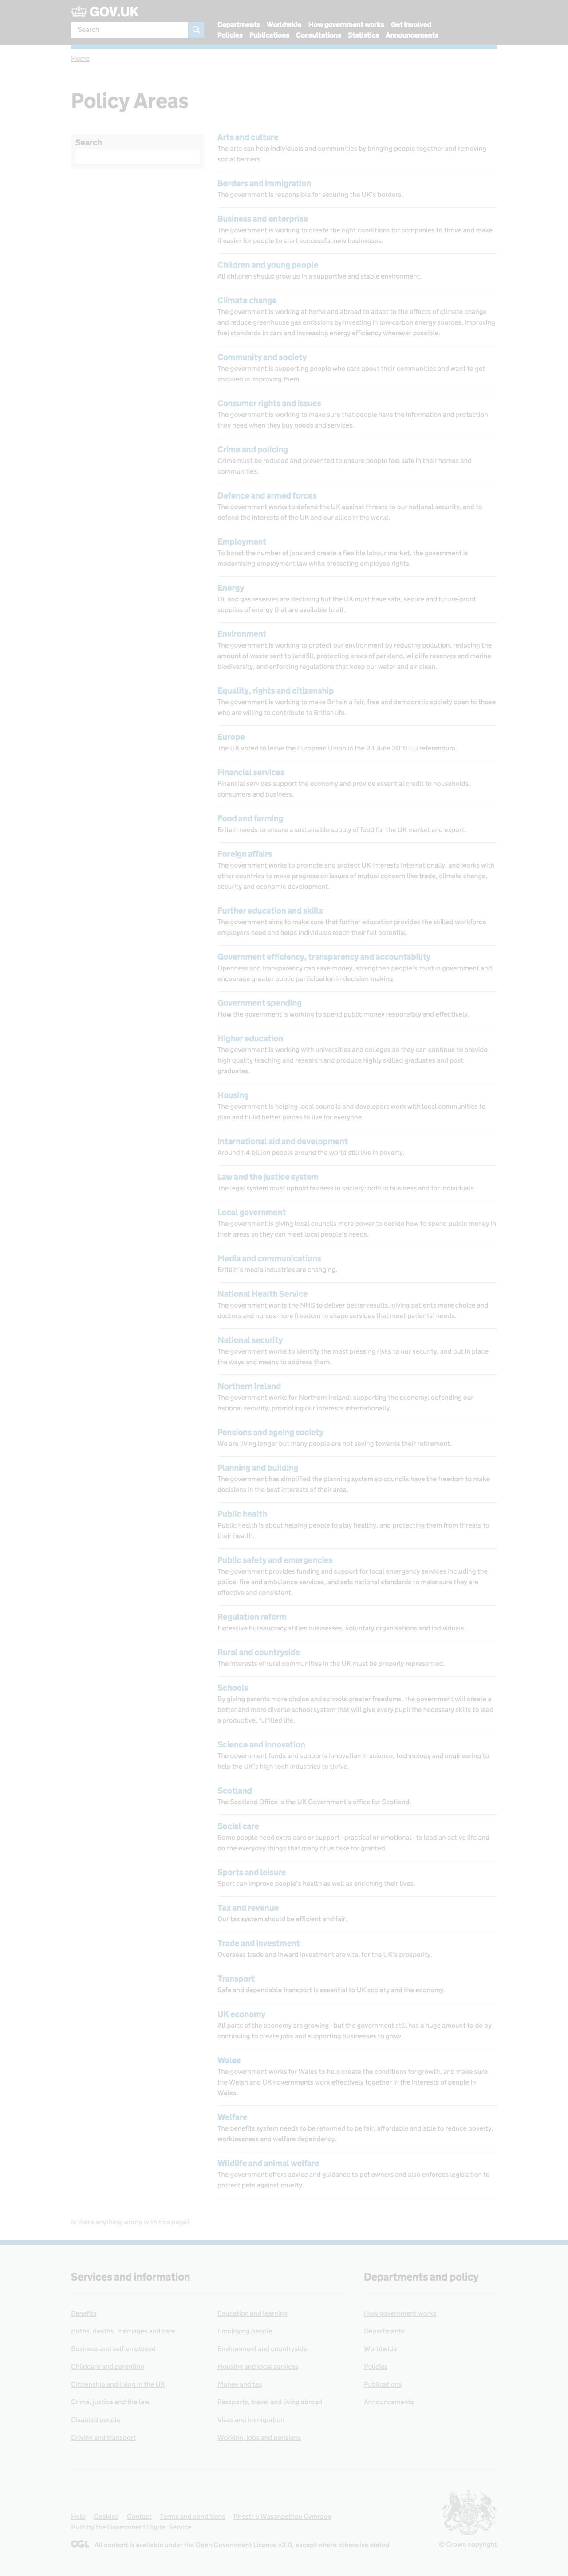 GOV.UK
Search
Departments Worldwide How government works Get involved
Policies Publications Consultations Statistics Announcements
Home
Policy Areas
Search
Arts and culture
The arts can help individuals and communities by bringing people together and removing
social barriers.
Borders and immigration
The government is responsible for securing the UK's borders.
Business and enterprise
The government is working to create the right conditions for companies to thrive and make
it easier for people to start successful new businesses.
Children and young people
All children should grow up in a supportive and stable environment.
Climate change
The government is working at home and abroad to adapt to the effects of climate change
and reduce greenhouse gas emissions by investing in low-carbon energy sources, improving
fuel standards in cars and increasing energy efficiency wherever possible.
Community and society
The government is supporting people who care about their communities and want to get
involved in improving them.
Consumer rights and issues
The government is working to make sure that people have the information and protection
they need when they buy goods and services.
Crime and policing
Crime must be reduced and prevented to ensure people feel safe in their homes and
communities.
Defence and armed forces
The government works to defend the UK against threats to our national security, and to
defend the interests of the UK and our allies in the world.
Employment
To boost the number of jobs and create a flexible labour market, the government is
modernising employment law while protecting employee rights.
Energy
Oil and gas reserves are declining but the UK must have safe, secure and future-proof
supplies of energy that are available to all.
Environment
The government is working to protect our environment by reducing pollution, reducing the
amount of waste sent to landfill, protecting areas of parkland, wildlife reserves and marine
biodiversity, and enforcing regulations that keep our water and air clean.
Equality, rights and citizenship
The government is working to make Britain a fair, free and democratic society open to those
who are willing to contribute to British life.
Europe
The UK voted to leave the European Union in the 23 June 2016 EU referendum.
Financial services
Financial services support the economy and provide essential credit to households,
consumers and business.
Food and farming
Britain needs to ensure a sustainable supply of food for the UK market and export.
Foreign affairs
The government works to promote and protect UK interests internationally, and works with
other countries to make progress on issues of mutual concern like trade, climate change,
security and economic development.
Further education and skills
The government aims to make sure that further education provides the skilled workforce
employers need and helps individuals reach their full potential.
Government efficiency, transparency and accountability
Openness and transparency can save money, strengthen people's trust in government and
encourage greater public participation in decision-making.
Government spending
How the government is working to spend public money responsibly and effectively.
Higher education
The government is working with universities and colleges so they can continue to provide
high quality teaching and research and produce highly skilled graduates and post
graduates.
Housing
The government is helping local councils and developers work with local communities to
plan and build better places to live for everyone.
International aid and development
Around 1.4 billion people around the world still live in poverty.
Law and the justice system
The legal system must uphold fairness in society: both in business and for individuals.
Local government
The government is giving local councils more power to decide how to spend public money in
their areas so they can meet local people's needs.
Media and communications
Britain's media industries are changing.
National Health Service
The government wants the NHS to deliver better results, giving patients more choice and
doctors and nurses more freedom to shape services that meet patients' needs.
National security
The government works to identify the most pressing risks to our security, and put in place
the ways and means to address them.
Northern Ireland
The government works for Northern Ireland: supporting the economy; defending our
national security; promoting our interests internationally.
Pensions and ageing society
We are living longer but many people are not saving towards their retirement.
Planning and building
The government has simplified the planning system so councils have the freedom to make
decisions in the best interests of their area.
Public health
Public health is about helping people to stay healthy, and protecting them from threats to
their health.
Public safety and emergencies
The government provides funding and support for local emergency services including the
police, fire and ambulance services, and sets national standards to make sure they are
effective and consistent.
Regulation reform
Excessive bureaucracy stifles businesses, voluntary organisations and individuals.
Rural and countryside
The interests of rural communities in the UK must be properly represented.
Schools
By giving parents more choice and schools greater freedoms, the government will create a
better and more diverse school system that will give every pupil the necessary skills to lead
a productive, fulfilled life.
Science and innovation
The government funds and supports innovation in science, technology and engineering to
help the UK's high-tech industries to thrive.
Scotland
The Scotland Office is the UK Government's office for Scotland.
Social care
Some people need extra care or support - practical or emotional - to lead an active life and
do the everyday things that many of us take for granted.
Sports and leisure
Sport can improve people's health as well as enriching their lives.
Tax and revenue
Our tax system should be efficient and fair.
Trade and investment
Overseas trade and inward investment are vital for the UK's prosperity.
Transport
Safe and dependable transport is essential to UK society and the economy.
UK economy
All parts of the economy are growing - but the government still has a huge amount to do by
continuing to create jobs and supporting businesses to grow.
Wales
The government works for Wales to help create the conditions for growth, and make sure
the Welsh and UK governments work effectively together in the interests of people in
Wales.
Welfare
The benefits system needs to be reformed to be fair, affordable and able to reduce poverty,
worklessness and welfare dependency.
Wildlife and animal welfare
The government offers advice and guidance to pet owners and also enforces legislation to
protect pets against cruelty.
Is there anything wrong with this page?
Services and information
Departments and policy
Benefits
Education and learning
How government works
Births, deaths, marriages and care
Employing people
Departments
Business and self-employed
Environment and countryside
Worldwide
Childcare and parenting
Housing and local services
Policies
Citizenship and living in the UK
Money and tax
Publications
Crime, justice and the law
Passports, travel and living abroad
Announcements
Disabled people
Visas and immigration
Driving and transport
Working, jobs and pensions
Help Cookies Contact Terms and conditions Rhestr o Wasanaethau Cymraeg
Built by the Government Digital Service
OGL All content is available under the Open Government Licence v3.0, except where otherwise stated
© Crown copyright